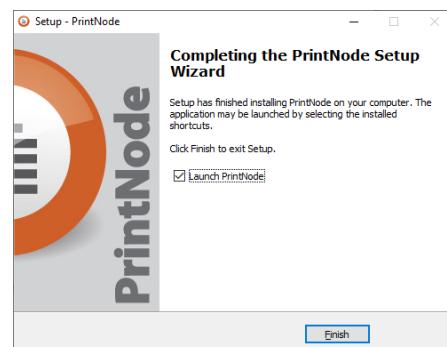 Setup - PrintNode
PrintNode
Completing the PrintNode Setup
Wizard
Setup has finished installing PrintNode on your computer. The
application may be launched by selecting the installed
shortcuts.
Click Finish to exit Setup.
Launch PrintNode
Finish